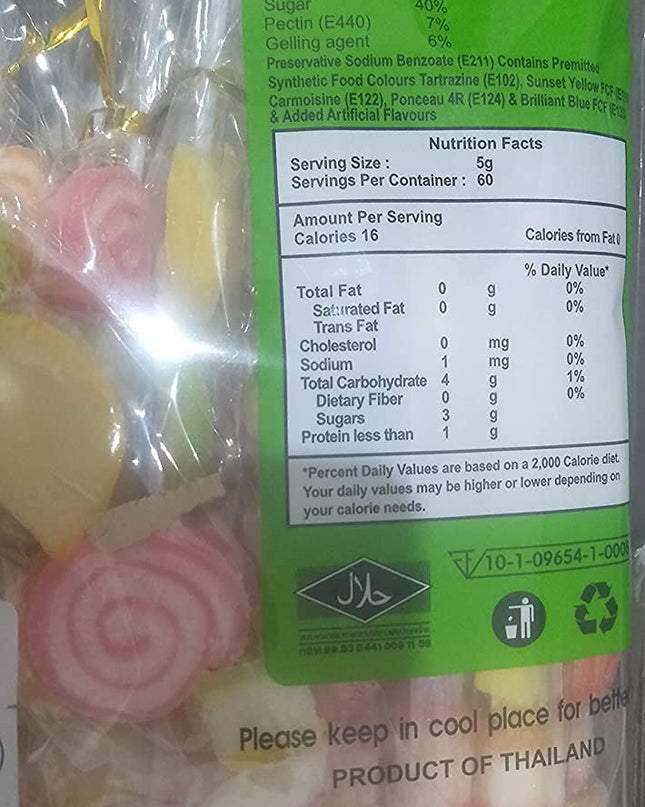 Sugar 40%
Pectin (E440) 7%
Gelling agent 6%
Preservative Sodium Benzoate (E211) Contains Premitted
Synthetic Food Colours Tartrazine (E102), Sunset Yellow FCF
Carmoisine (E122), Ponceau 4R (E124) & Brilliant Blue FCF
& Added Artificial Flavours
Nutrition Facts
Serving Size : 5g
Servings Per Container : 60
Amount Per Serving
Calories 16 Calories from Fat 0
% Daily Value*
Total Fat 0 g 0%
Saturated Fat 0 g 0%
Trans Fat
Cholesterol 0 mg 0%
Sodium 1 mg 0%
Total Carbohydrate 4 g 1%
Dietary Fiber 0 g 0%
Sugars 3 g
Protein less than 1 g
*Percent Daily Values are based on a 2,000 Calorie diet.
Your daily values may be higher or lower depending on
your calorie needs.
حلال
10-1-09654-1-0008
Please keep in cool place for better
PRODUCT OF THAILAND